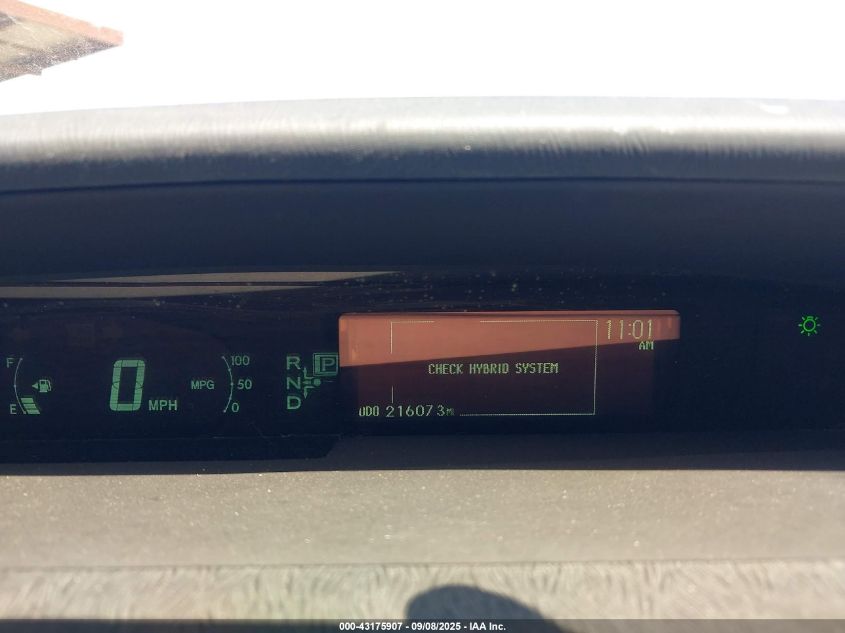 11:01
AM
F
E
0 MPH
MPG
100
50
0
R
N
D
P
CHECK HYBRID SYSTEM
ODO 216073 MI
000-43175907 - 09/08/2025 - IAA Inc.